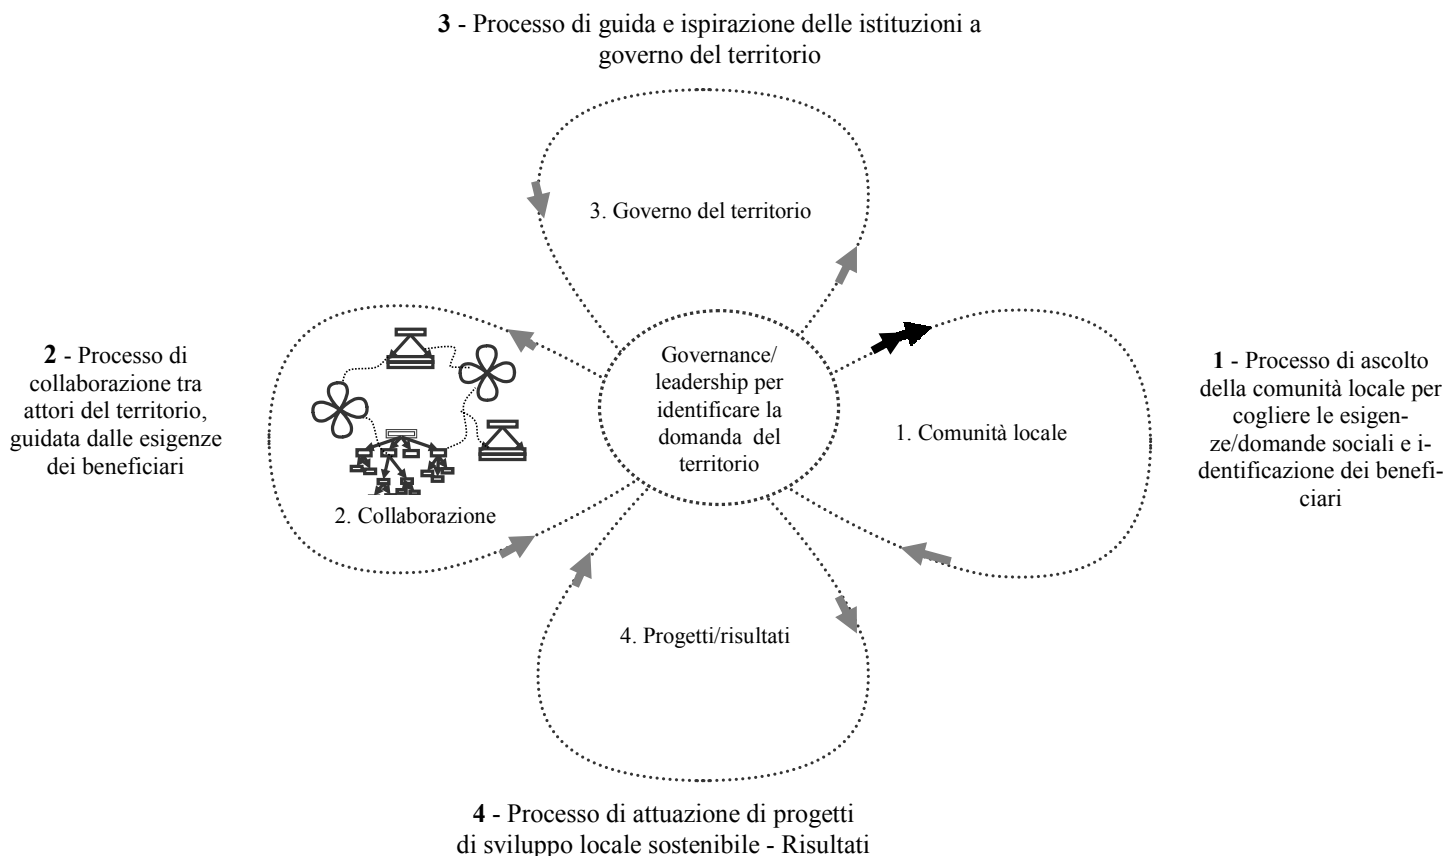 3 - Processo di guida e ispirazione delle istituzioni a
governo del territorio
3. Governo del territorio
2 - Processo di
collaborazione tra
attori del territorio,
guidata dalle esigenze
dei beneficiari
2. Collaborazione
Governance/
leadership per
identificare la
domanda del
territorio
1. Comunità locale
1 - Processo di ascolto
della comunità locale per
cogliere le esigen-
ze/domande sociali e i-
dentificazione dei benefi-
ciari
4. Progetti/risultati
4 - Processo di attuazione di progetti
di sviluppo locale sostenibile - Risultati